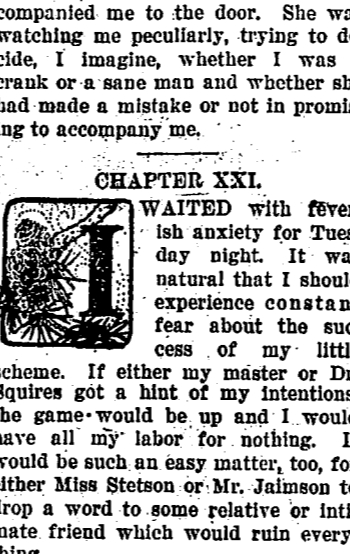 companied me to the door. She wa
watching me peculiarly, trying to d
cide, I imagine, whether I was
crank or a sane man and whether sh
had made a mistake or not in promis
ing to accompany me.
CHAPTER XXI.
I WAITED with fever
ish anxiety for Tues
day night. It wa
natural that I shoul
experience constan
fear about the suc
cess of my littl
scheme. If either my master or Dr
Squires got a hint of my intentions
the game would be up and I woul
have all my labor for nothing. I
would be such an easy matter, too, fo
either Miss Stetson or Mr. Jaimson t
drop a word to some relative or inti
mate friend which would ruin every
thing